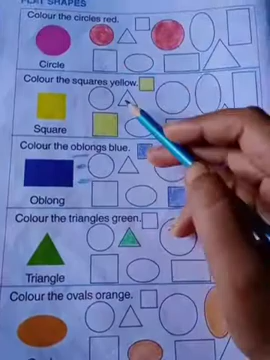 FLAT SHAPES
Colour the circles red.
Circle
Colour the squares yellow.
Square
Colour the oblongs blue.
Oblong
Colour the triangles green.
Triangle
Colour the ovals orange.